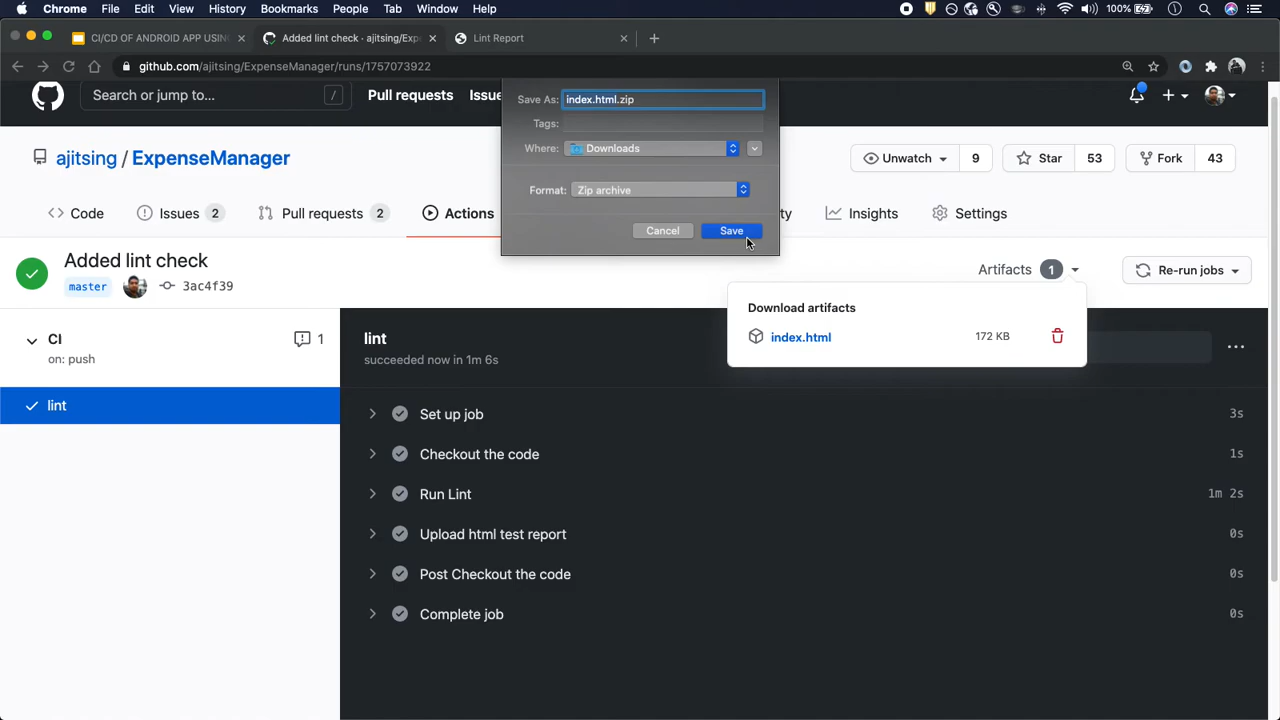 Chrome File Edit View History Bookmarks People Tab Window Help 100%
CI/CD OF ANDROID APP USIN Added lint check - ajitsing/Exp Lint Report
github.com/ajitsing/ExpenseManager/runs/1757073922
Search or jump to... / Pull requests Issue
Save As: index.html.zip
Tags:
Where: Downloads
Format: Zip archive
Cancel Save
ajitsing / ExpenseManager Unwatch 9 Star 53 Fork 43
Code Issues 2 Pull requests 2 Actions ty Insights Settings
Added lint check
master 3ac4f39
Artifacts 1 Re-run jobs
Download artifacts
index.html 172 KB
CI 1
on: push
lint
lint
succeeded now in 1m 6s
Set up job 3s
Checkout the code 1s
Run Lint 1m 2s
Upload html test report 0s
Post Checkout the code 0s
Complete job 0s